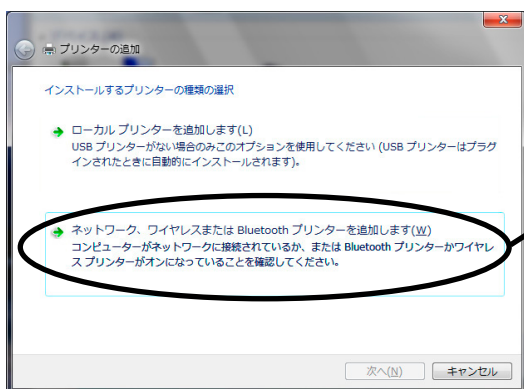 プリンターの追加
インストールするプリンターの種類の選択
ローカル プリンターを追加します(L)
USB プリンターがない場合のみこのオプションを使用してください (USB プリンターはプラグ
インされたときに自動的にインストールされます)。
ネットワーク、ワイヤレスまたは Bluetooth プリンターを追加します(W)
コンピューターがネットワークに接続されているか、または Bluetooth プリンターかワイヤレ
ス プリンターがオンになっていることを確認してください。
次へ(N) キャンセル